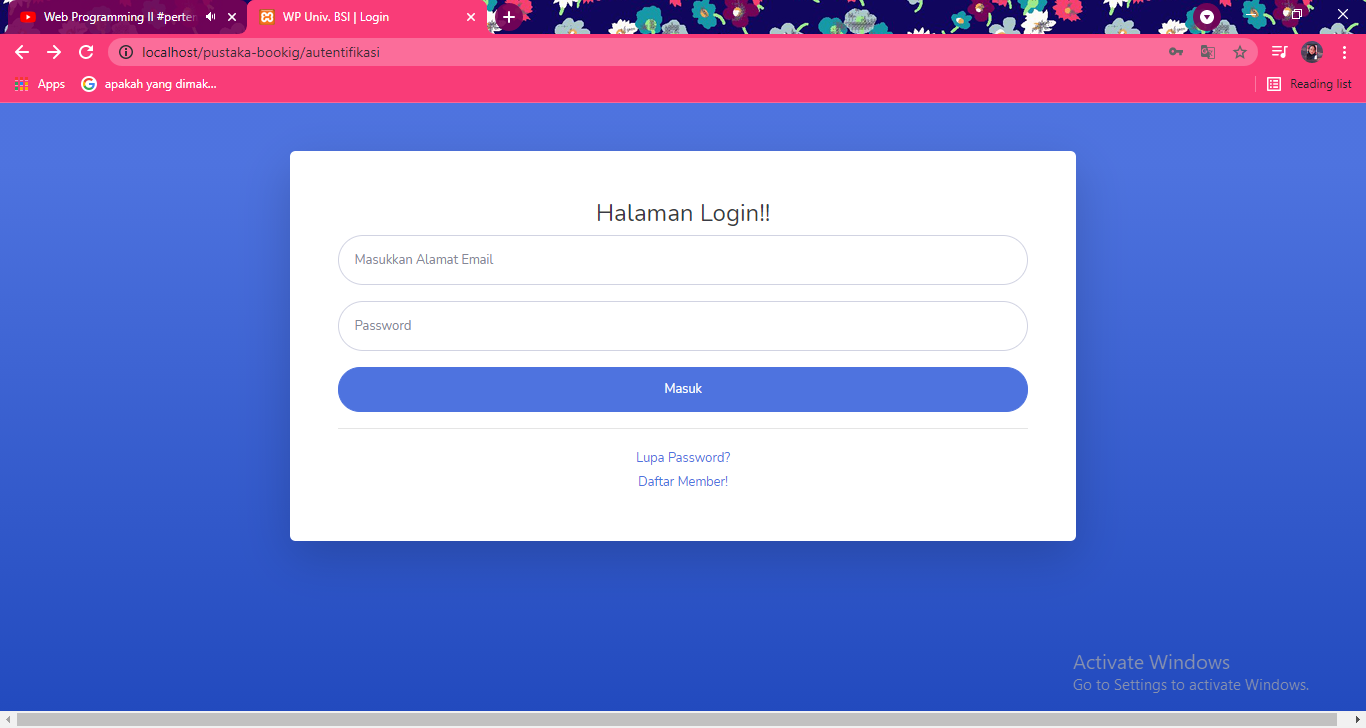 Web Programming II #perter
WP Univ. BSI | Login
localhost/pustaka-bookig/autentifikasi
Apps
apakah yang dimak...
Reading list
Halaman Login!!
Masukkan Alamat Email
Password
Masuk
Lupa Password?
Daftar Member!
Activate Windows
Go to Settings to activate Windows.